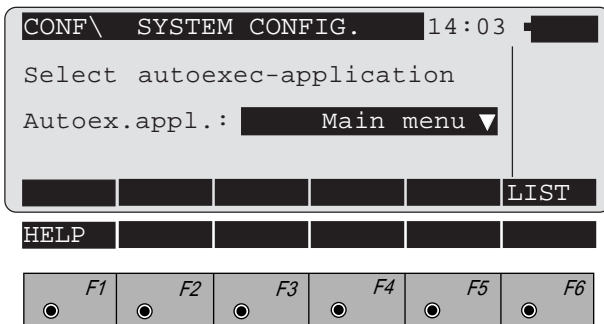 CONF\ SYSTEM CONFIG. 14:03
Select autoexec-application
Autoex.appl.: Main menu ▼
LIST
HELP
F1 F2 F3 F4 F5 F6